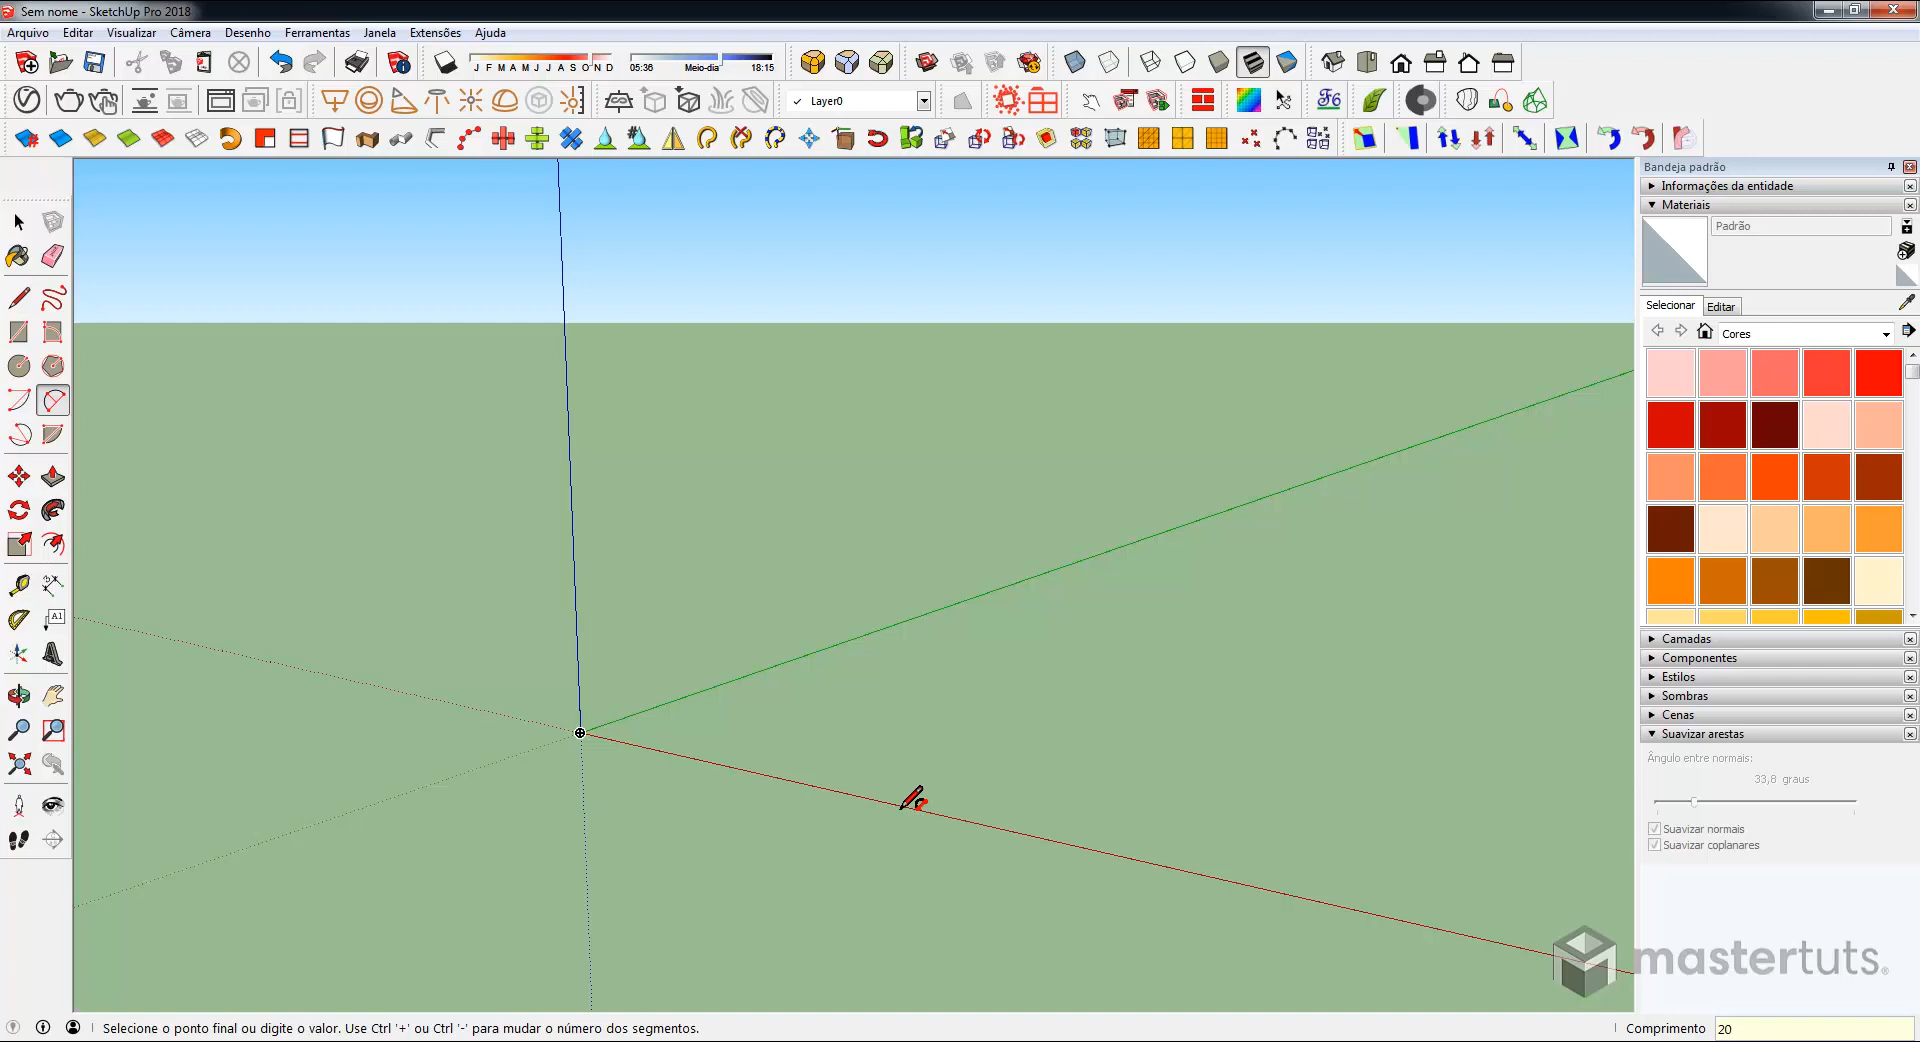 Sem nome - SketchUp Pro 2018
Arquivo Editar Visualizar Câmera Desenho Ferramentas Janela Extensões Ajuda
J F M A M J J A S O N D 05:36 Meio-dia 18:15
Layer0
F6
Bandeja padrão
Informações da entidade
Materiais
Padrão
Selecionar Editar
Cores
A1
Camadas
Componentes
Estilos
Sombras
Cenas
Suavizar arestas
Ângulo entre normais:
33,8 graus
Suavizar normais
Suavizar coplanares
mastertuts®
Selecione o ponto final ou digite o valor. Use Ctrl '+' ou Ctrl '-' para mudar o número dos segmentos.
Comprimento 20